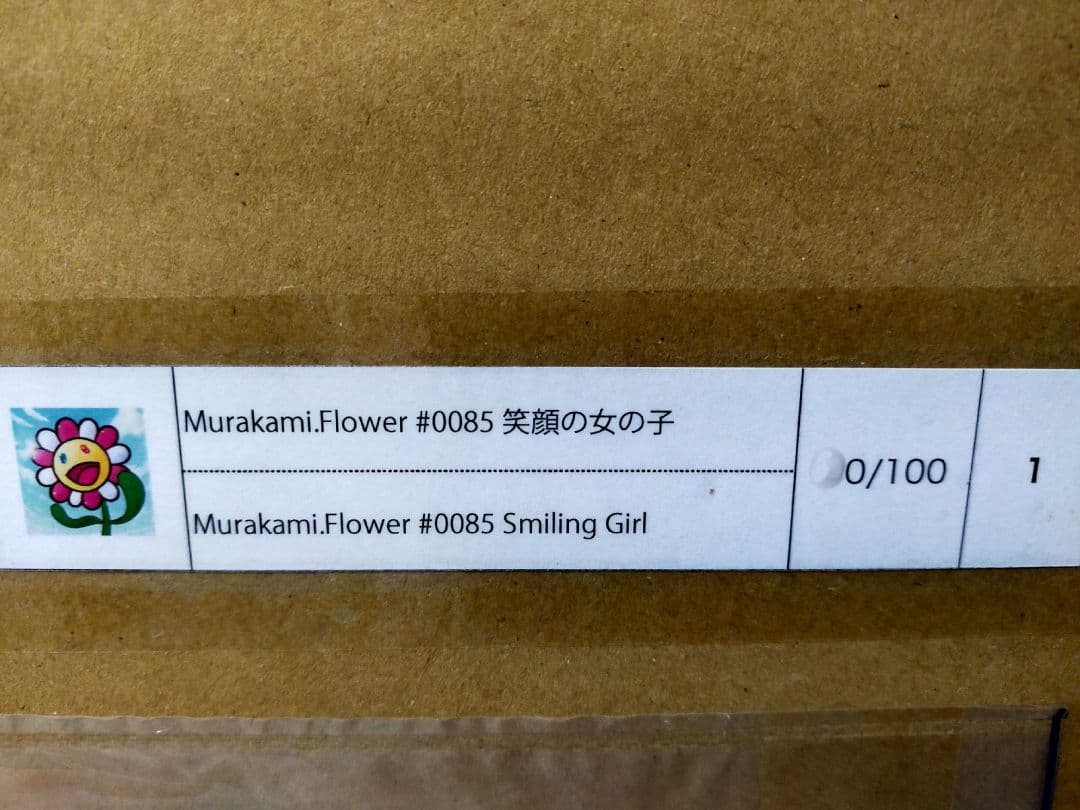 Murakami.Flower #0085 笑顔の女の子
Murakami.Flower #0085 Smiling Girl
0/100
1